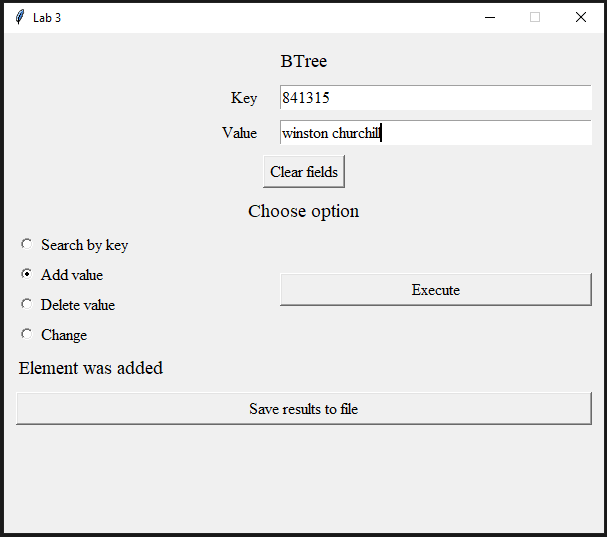 Lab 3
BTree
Key 841315
Value winston churchill
Clear fields
Choose option
Search by key
Add value
Execute
Delete value
Change
Element was added
Save results to file